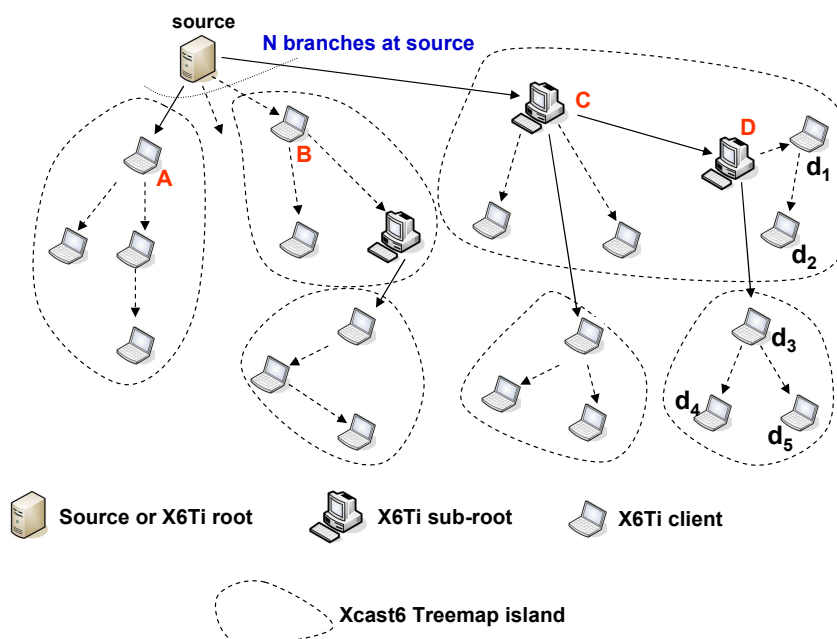 source
N branches at source
A
B
C
D
d1
d2
d3
d4
d5
Source or X6Ti root
X6Ti sub-root
X6Ti client
Xcast6 Treemap island